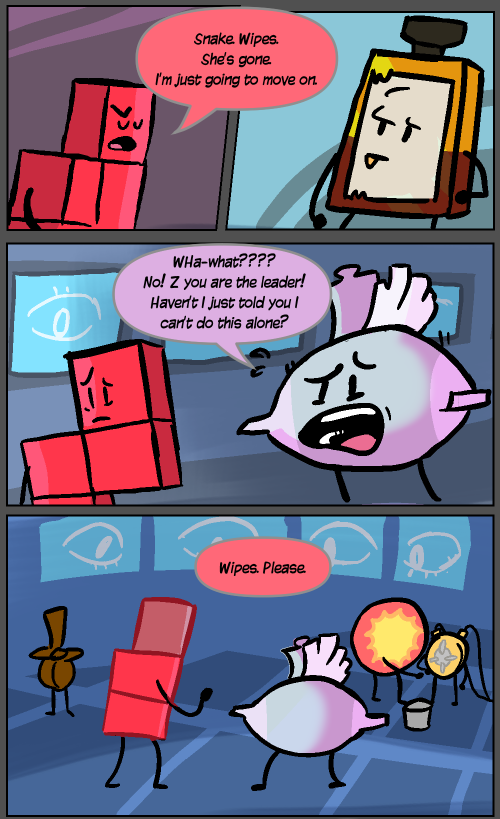 Snake. Wipes.
She's gone.
I'm just going to move on.
WHa-what????
No! Z you are the leader!
Haven't I just told you I
can't do this alone?
Wipes. Please.